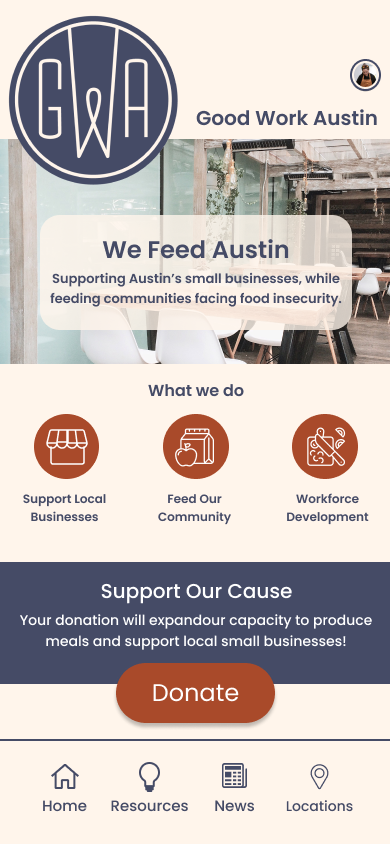 GWA
Good Work Austin
We Feed Austin
Supporting Austin’s small businesses, while
feeding communities facing food insecurity.
What we do
Support Local
Businesses
Feed Our
Community
Workforce
Development
Support Our Cause
Your donation will expandour capacity to produce
meals and support local small businesses!
Donate
Home
Resources
News
Locations